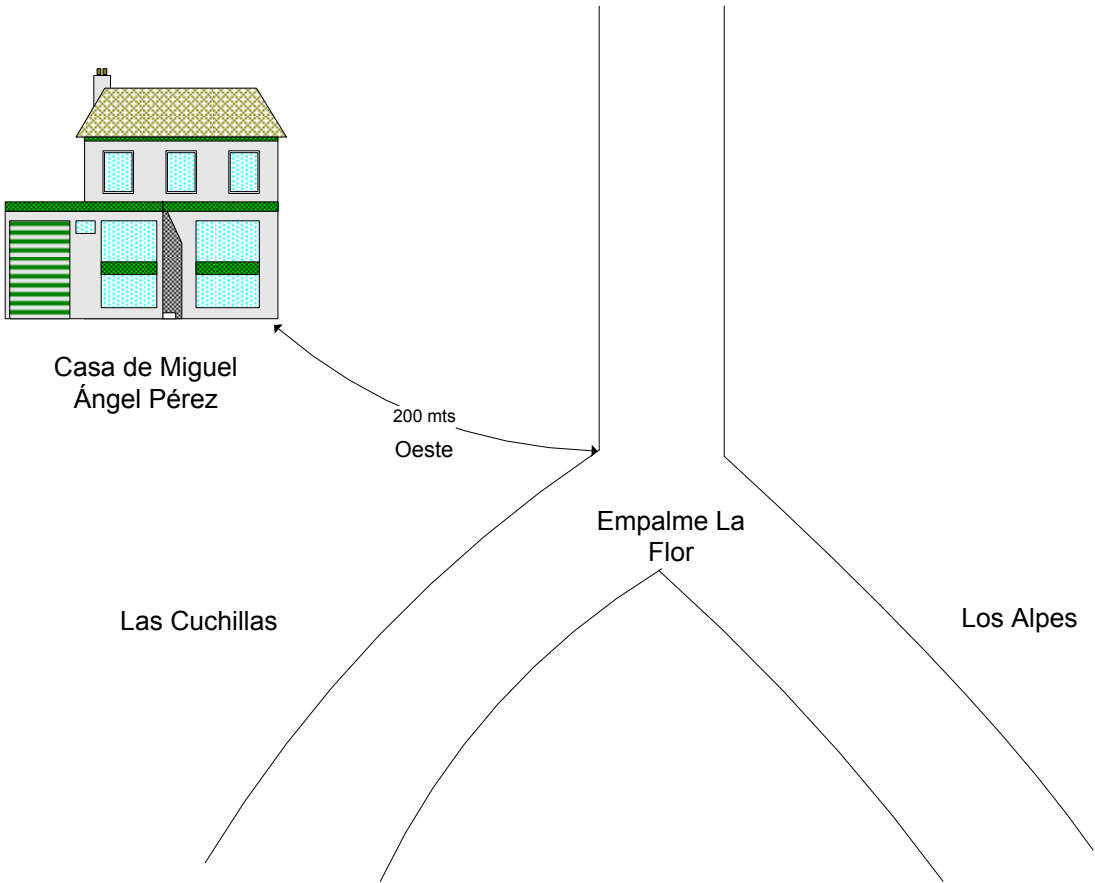 Casa de Miguel
Ángel Pérez
200 mts
Oeste
Empalme La
Flor
Las Cuchillas
Los Alpes